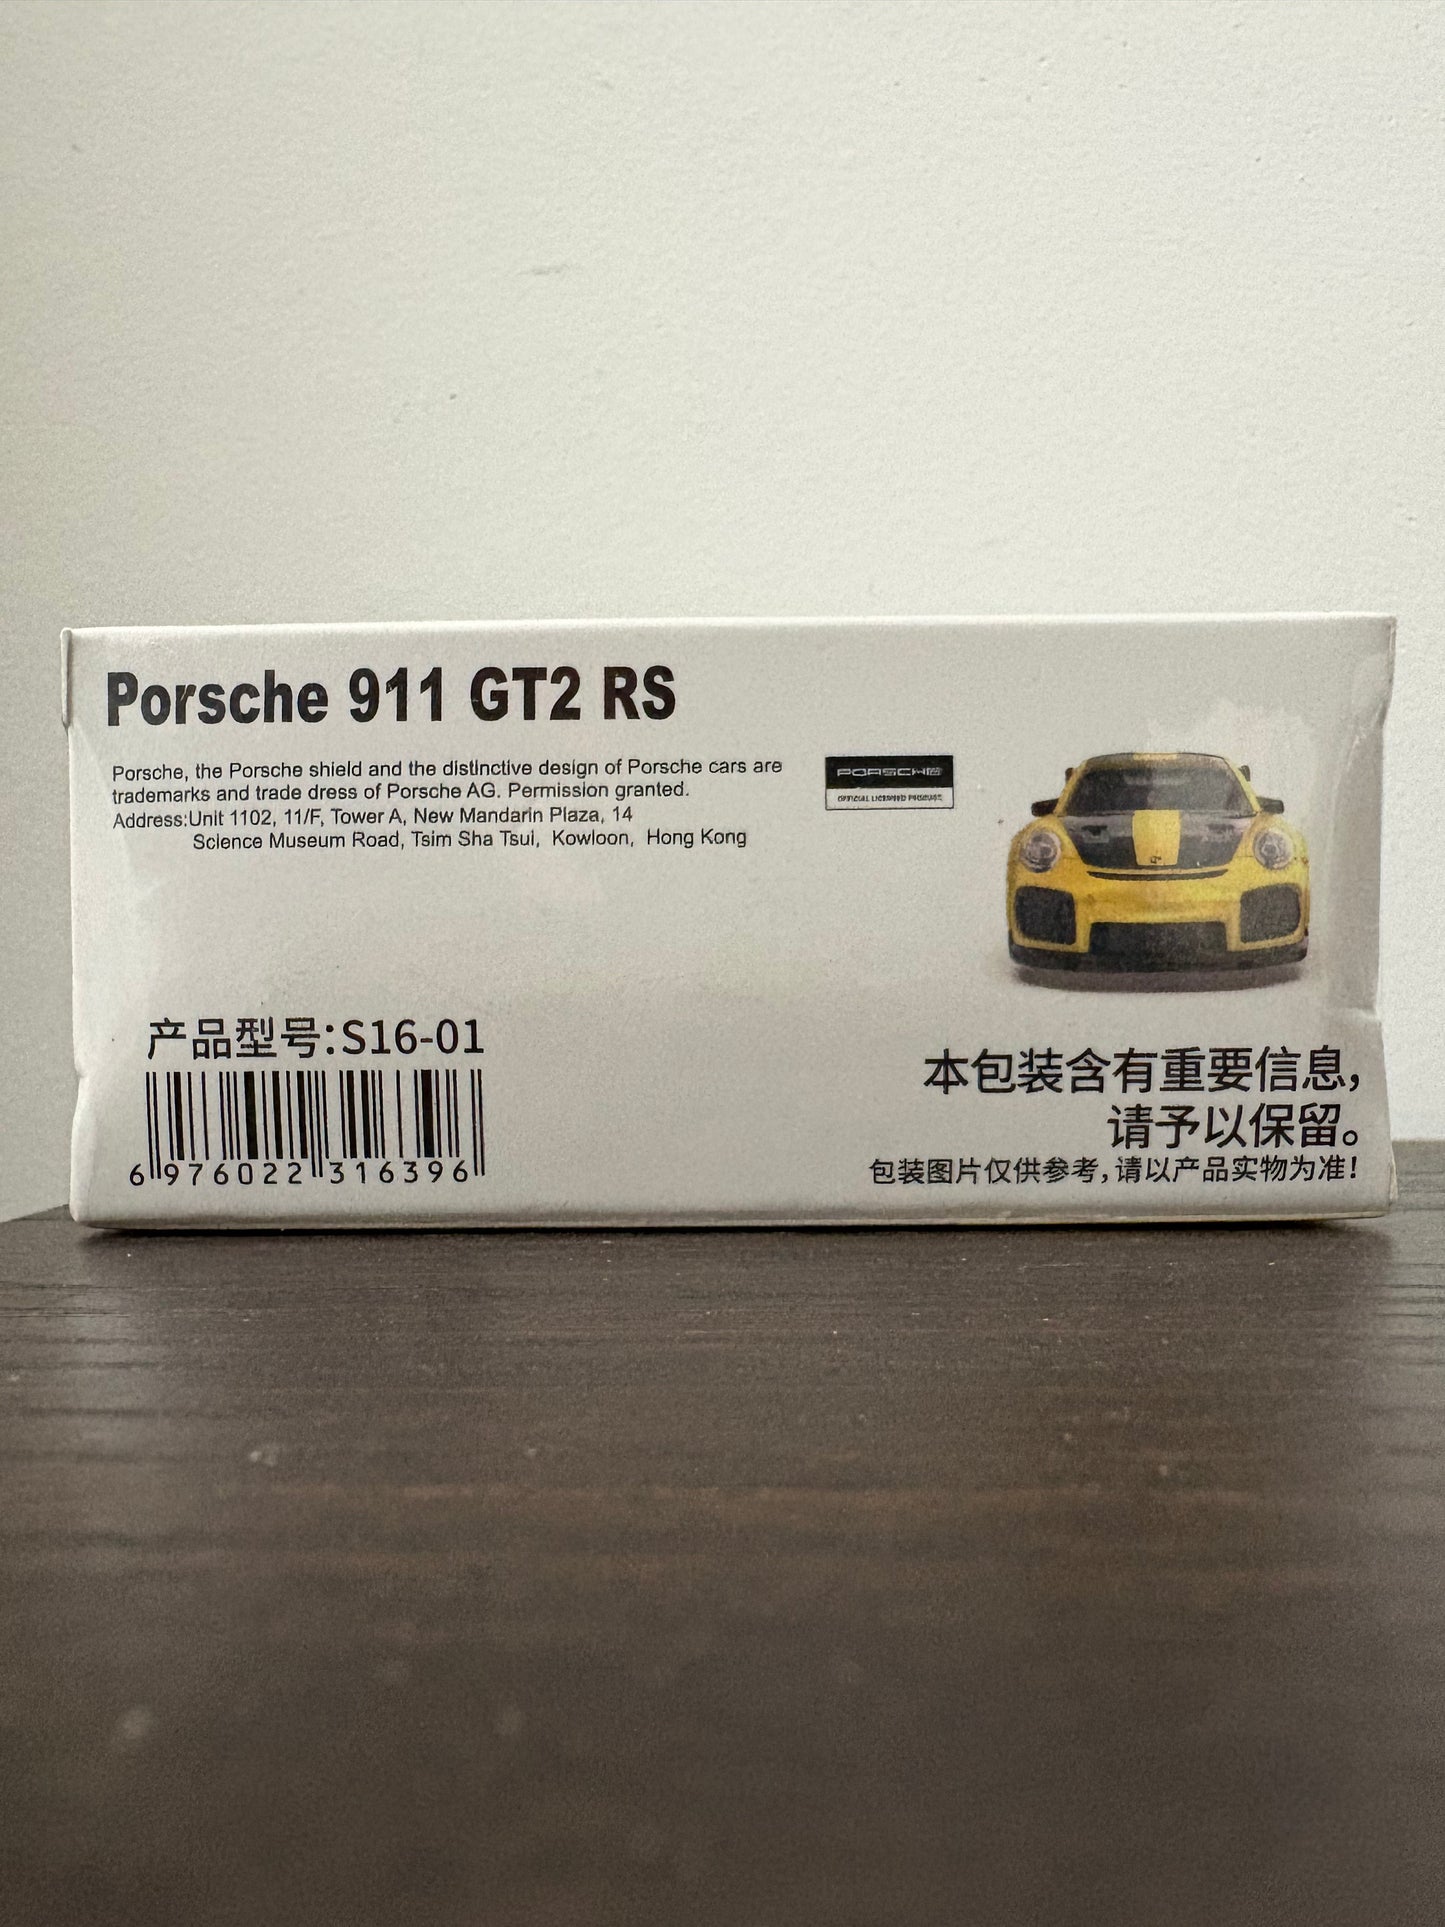 Porsche 911 GT2 RS
Porsche, the Porsche shield and the distinctive design of Porsche cars are
trademarks and trade dress of Porsche AG. Permission granted.
Address:Unit 1102, 11/F, Tower A, New Mandarin Plaza, 14
Science Museum Road, Tsim Sha Tsui, Kowloon, Hong Kong
PORSCHE
OFFICIAL LICENSED PRODUCT
产品型号:S16-01
6 976022 316396
本包装含有重要信息,
请予以保留。
包装图片仅供参考,请以产品实物为准!